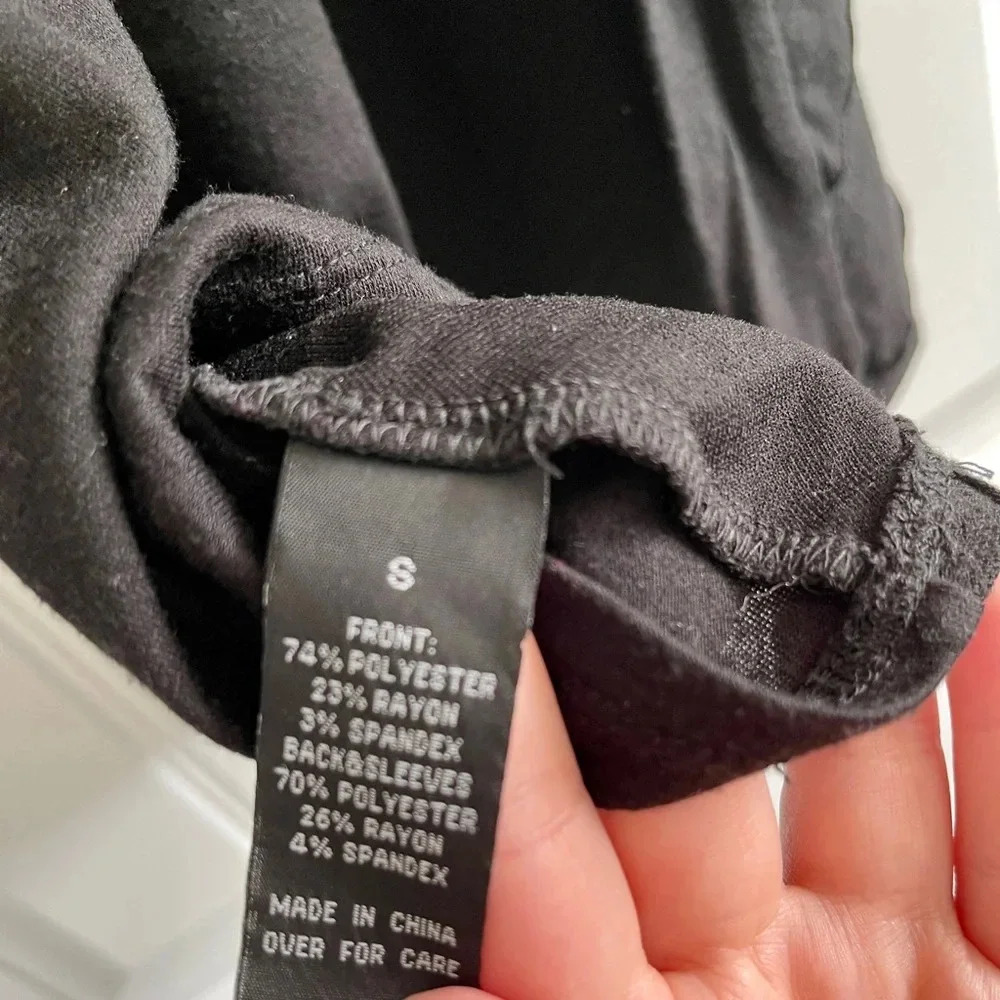 S
FRONT:
74% POLYESTER
23% RAYON
3% SPANDEX
BACK&SLEEVES
70% POLYESTER
26% RAYON
4% SPANDEX
MADE IN CHINA
OVER FOR CARE